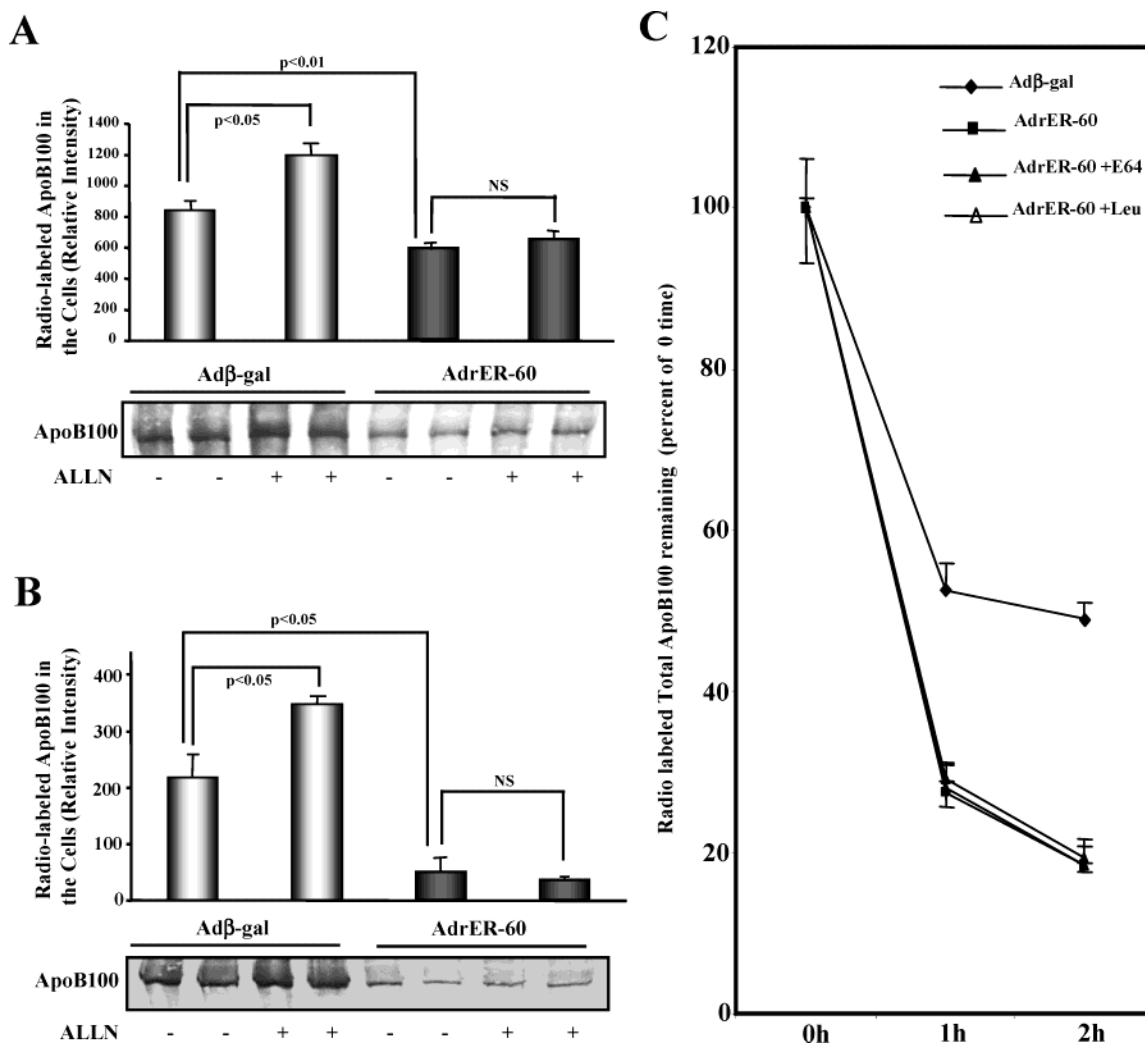 A
p<0.01
p<0.05
NS
Radio-labeled ApoB100 in
the Cells (Relative Intensity)
1400
1200
1000
800
600
400
200
0
Adβ-gal
AdrER-60
ApoB100
ALLN - - + + - - + +
B
p<0.05
p<0.05
NS
Radio-labeled ApoB100 in
the Cells (Relative Intensity)
400
300
200
100
0
Adβ-gal
AdrER-60
ApoB100
ALLN - - + + - - + +
C
Radio labeled Total ApoB100 remaining (percent of 0 time)
120
100
80
60
40
20
0
Adβ-gal
AdrER-60
AdrER-60 +E64
AdrER-60 +Leu
0h 1h 2h